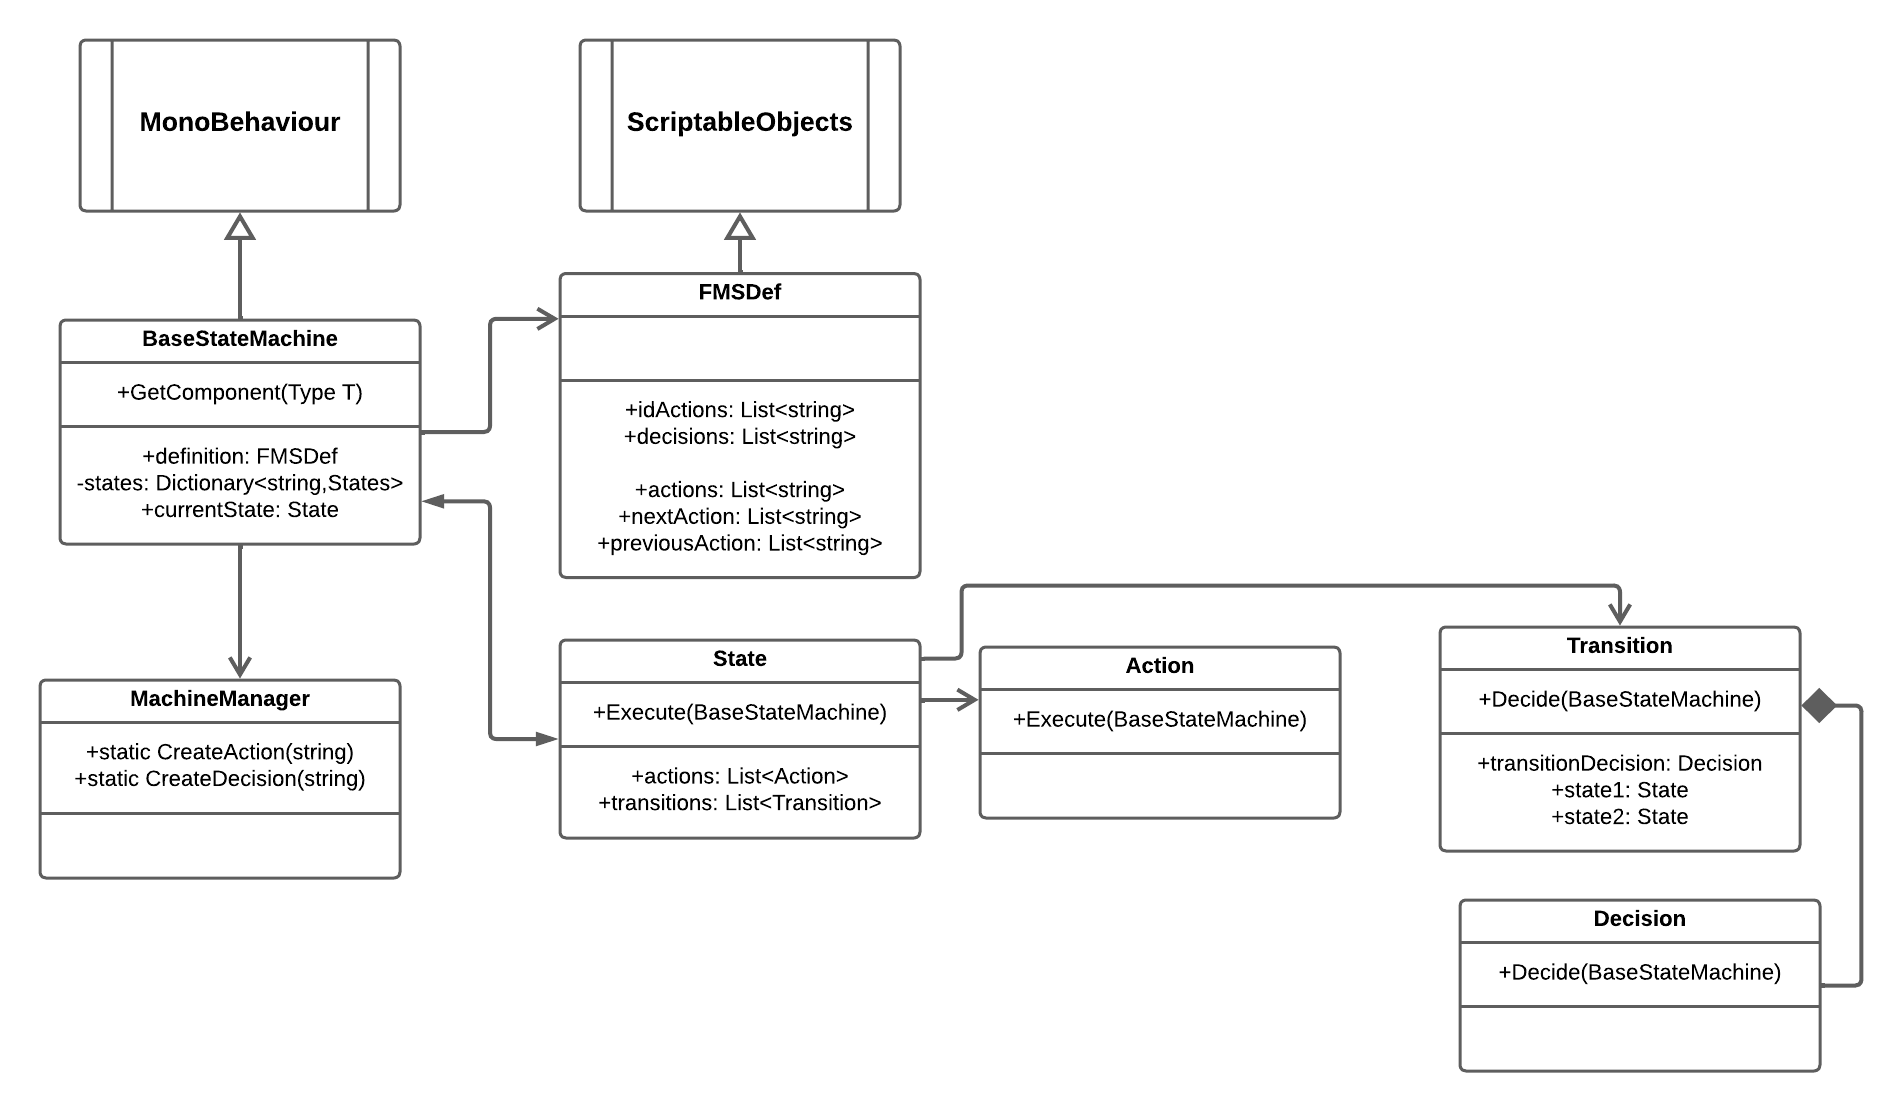 MonoBehaviour
ScriptableObjects
BaseStateMachine
+GetComponent(Type T)
+definition: FMSDef
-states: Dictionary<string,States>
+currentState: State
FMSDef
+idActions: List<string>
+decisions: List<string>
+actions: List<string>
+nextAction: List<string>
+previousAction: List<string>
MachineManager
+static CreateAction(string)
+static CreateDecision(string)
State
+Execute(BaseStateMachine)
+actions: List<Action>
+transitions: List<Transition>
Action
+Execute(BaseStateMachine)
Transition
+Decide(BaseStateMachine)
+transitionDecision: Decision
+state1: State
+state2: State
Decision
+Decide(BaseStateMachine)